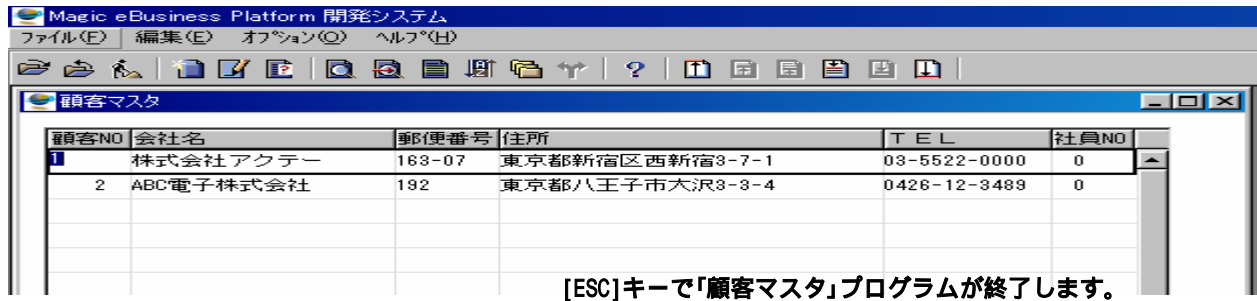 Magic eBusiness Platform 開発システム
ファイル(F) 編集(E) オプション(O) ヘルプ(H)
顧客マスタ
顧客NO 会社名 郵便番号 住所 ＴＥＬ 社員NO
1 株式会社アクテー 163-07 東京都新宿区西新宿3-7-1 03-5522-0000 0
2 ABC電子株式会社 192 東京都八王子市大沢3-3-4 0426-12-3489 0
[ESC]キーで「顧客マスタ」プログラムが終了します。